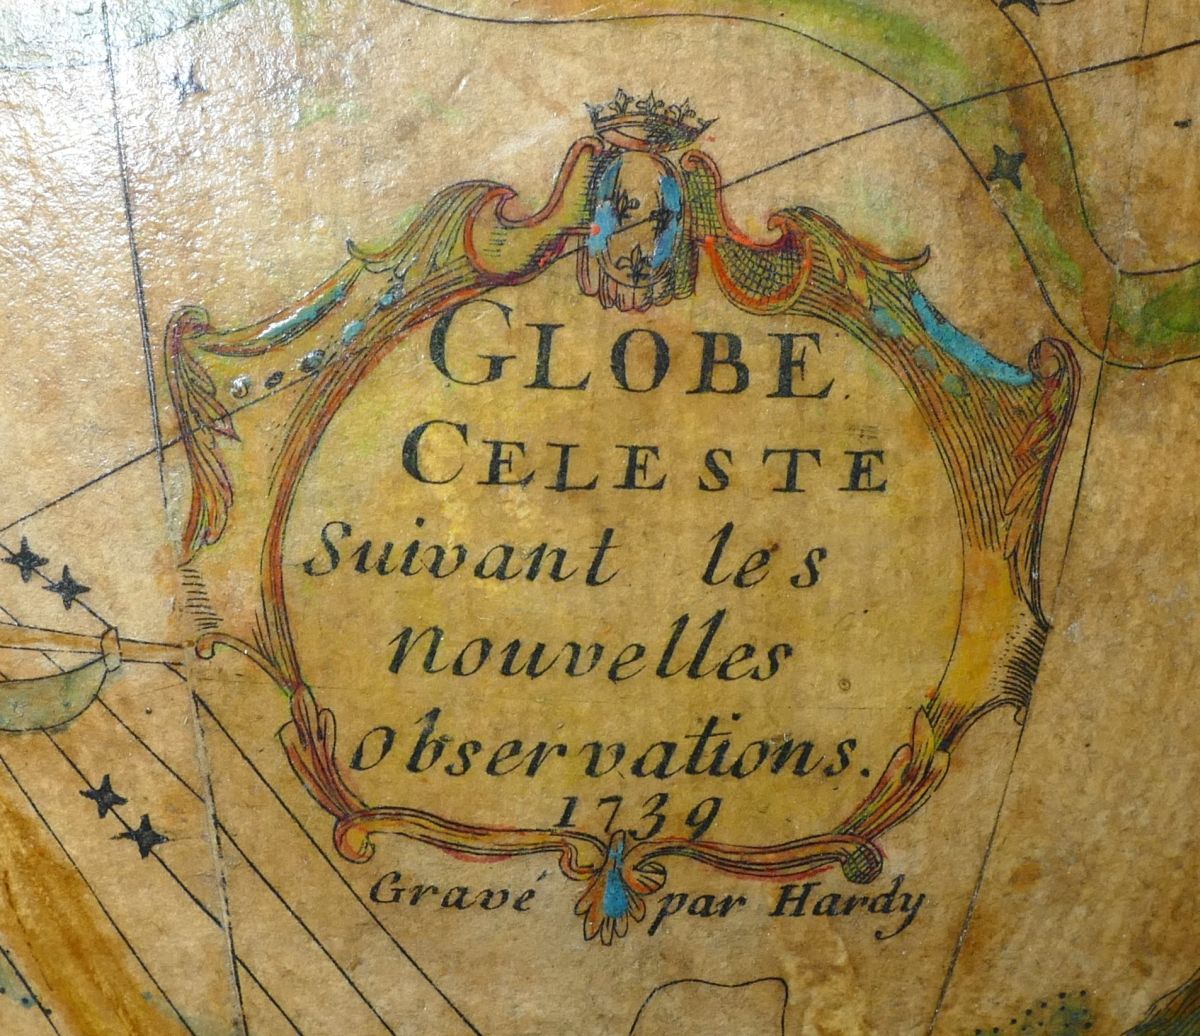 GLOBE
CELESTE
Suivant les
nouvelles
Observations.
1739
Gravé par Hardy